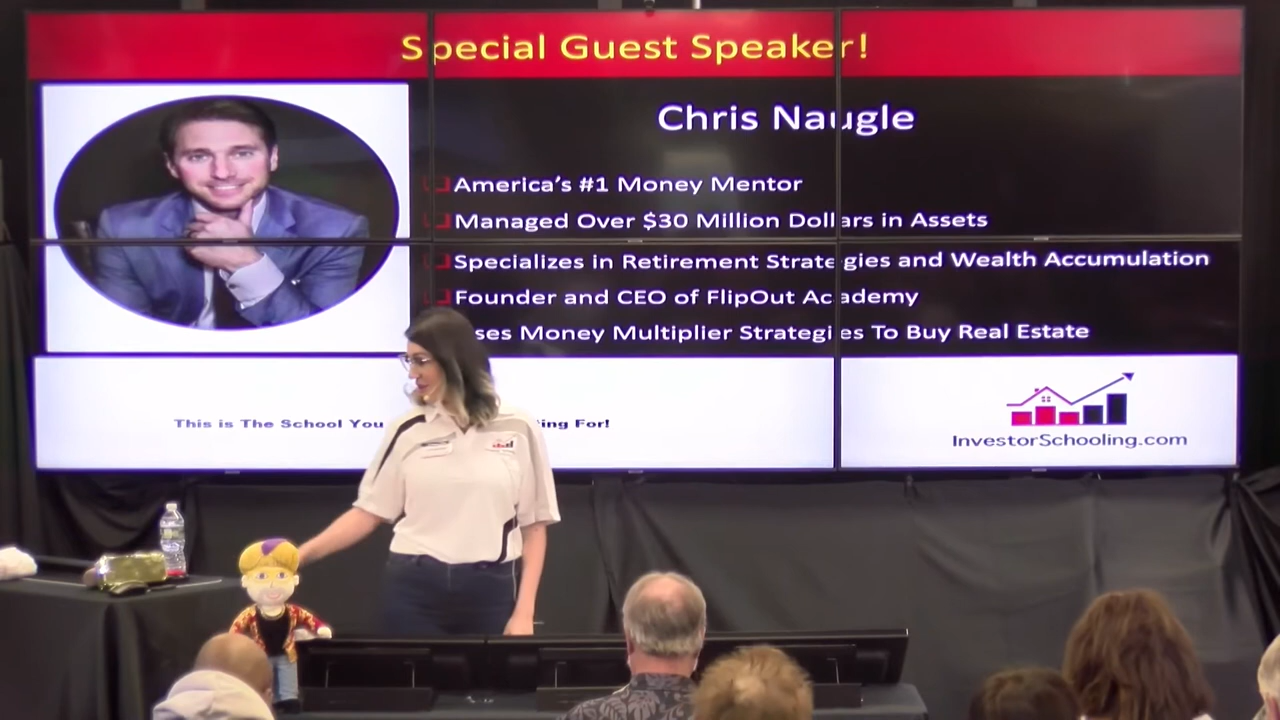 Special Guest Speaker!
Chris Naugle
America's #1 Money Mentor
Managed Over $30 Million Dollars in Assets
Specializes in Retirement Strategies and Wealth Accumulation
Founder and CEO of FlipOut Academy
ses Money Multiplier Strategies To Buy Real Estate
This is The School You ing For!
InvestorSchooling.com